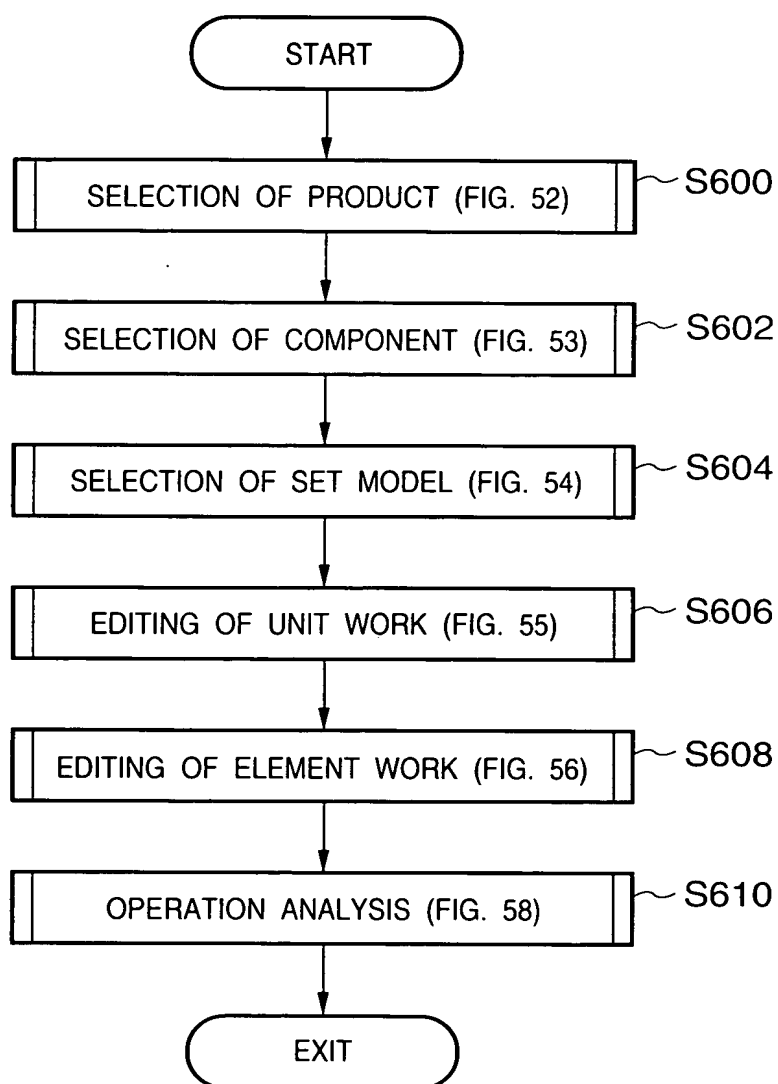 START
SELECTION OF PRODUCT (FIG. 52)
S600
SELECTION OF COMPONENT (FIG. 53)
S602
SELECTION OF SET MODEL (FIG. 54)
S604
EDITING OF UNIT WORK (FIG. 55)
S606
EDITING OF ELEMENT WORK (FIG. 56)
S608
OPERATION ANALYSIS (FIG. 58)
S610
EXIT